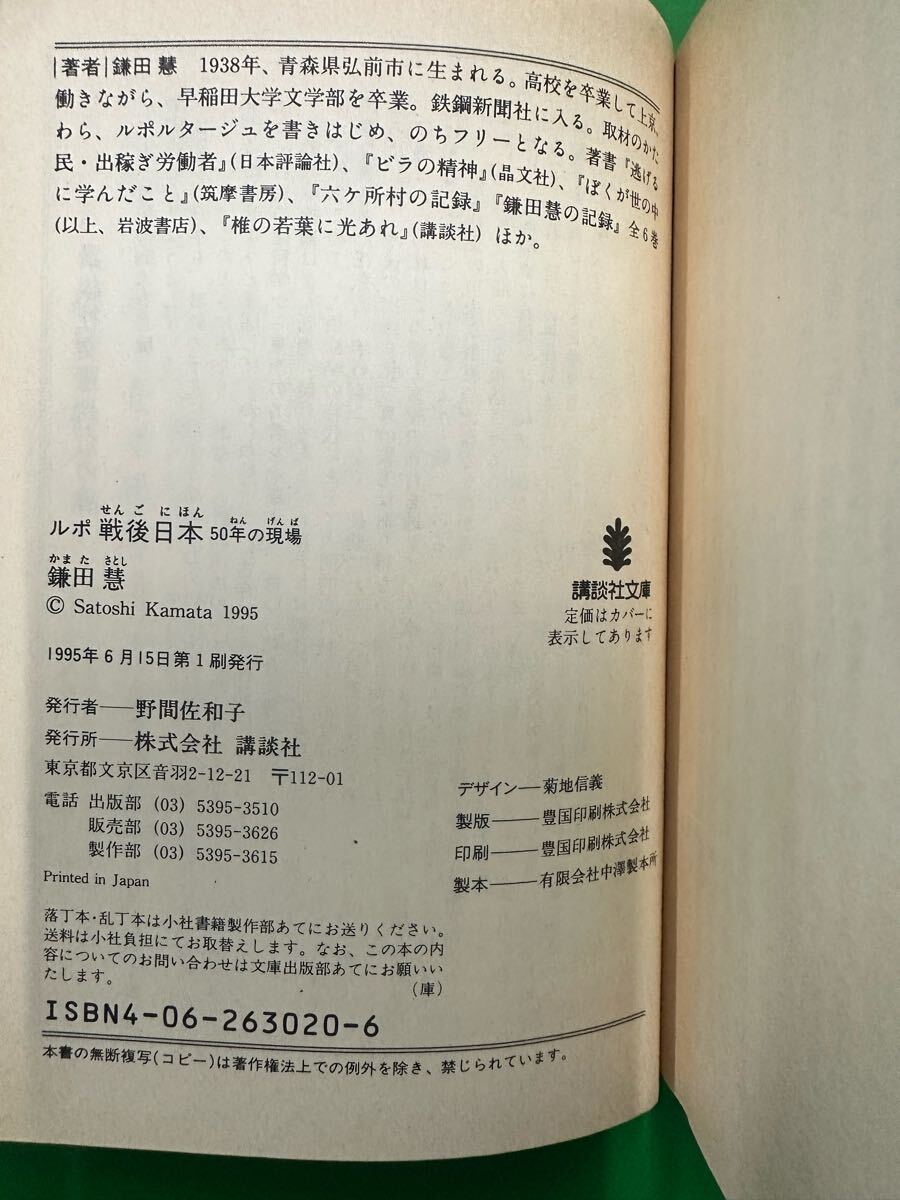 |著者|鎌田 慧 1938年、青森県弘前市に生まれる。高校を卒業して上京、
働きながら、早稲田大学文学部を卒業。鉄鋼新聞社に入る。取材のかた
わら、ルポルタージュを書きはじめ、のちフリーとなる。著書『逃げる
民・出稼ぎ労働者』(日本評論社)、『ビラの精神』(晶文社)、『ぼくが世の中
に学んだこと』(筑摩書房)、『六ケ所村の記録』『鎌田慧の記録』全6巻
(以上、岩波書店)、『椎の若葉に光あれ』(講談社) ほか。
せんごにほん ねん げんば
ルポ 戦後日本 50年の現場
かまた さとし
鎌田 慧
© Satoshi Kamata 1995
1995年6月15日第1刷発行
講談社文庫
定価はカバーに
表示してあります
発行者――野間佐和子
発行所――株式会社 講談社
東京都文京区音羽2-12-21 〒112-01
電話 出版部 (03) 5395-3510
販売部 (03) 5395-3626
製作部 (03) 5395-3615
Printed in Japan
デザイン―菊地信義
製版――豊国印刷株式会社
印刷――豊国印刷株式会社
製本――有限会社中澤製本所
落丁本・乱丁本は小社書籍製作部あてにお送りください。
送料は小社負担にてお取替えします。なお、この本の内
容についてのお問い合わせは文庫出版部あてにお願いい
たします。 (庫)
ISBN4-06-263020-6
本書の無断複写(コピー)は著作権法上での例外を除き、禁じられています。